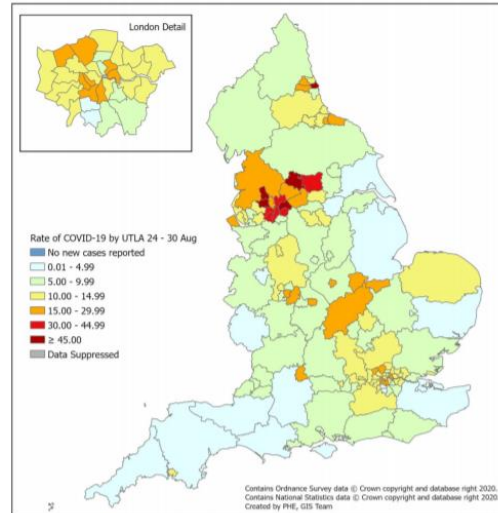 London Detail
Rate of COVID-19 by UTLA 24 - 30 Aug
No new cases reported
0.01 - 4.99
5.00 - 9.99
10.00 - 14.99
15.00 - 29.99
30.00 - 44.99
≥ 45.00
Data Suppressed
Contains Ordnance Survey data © Crown copyright and database right 2020.
Contains National Statistics data © Crown copyright and database right 2020.
Created by PHE, GIS Team